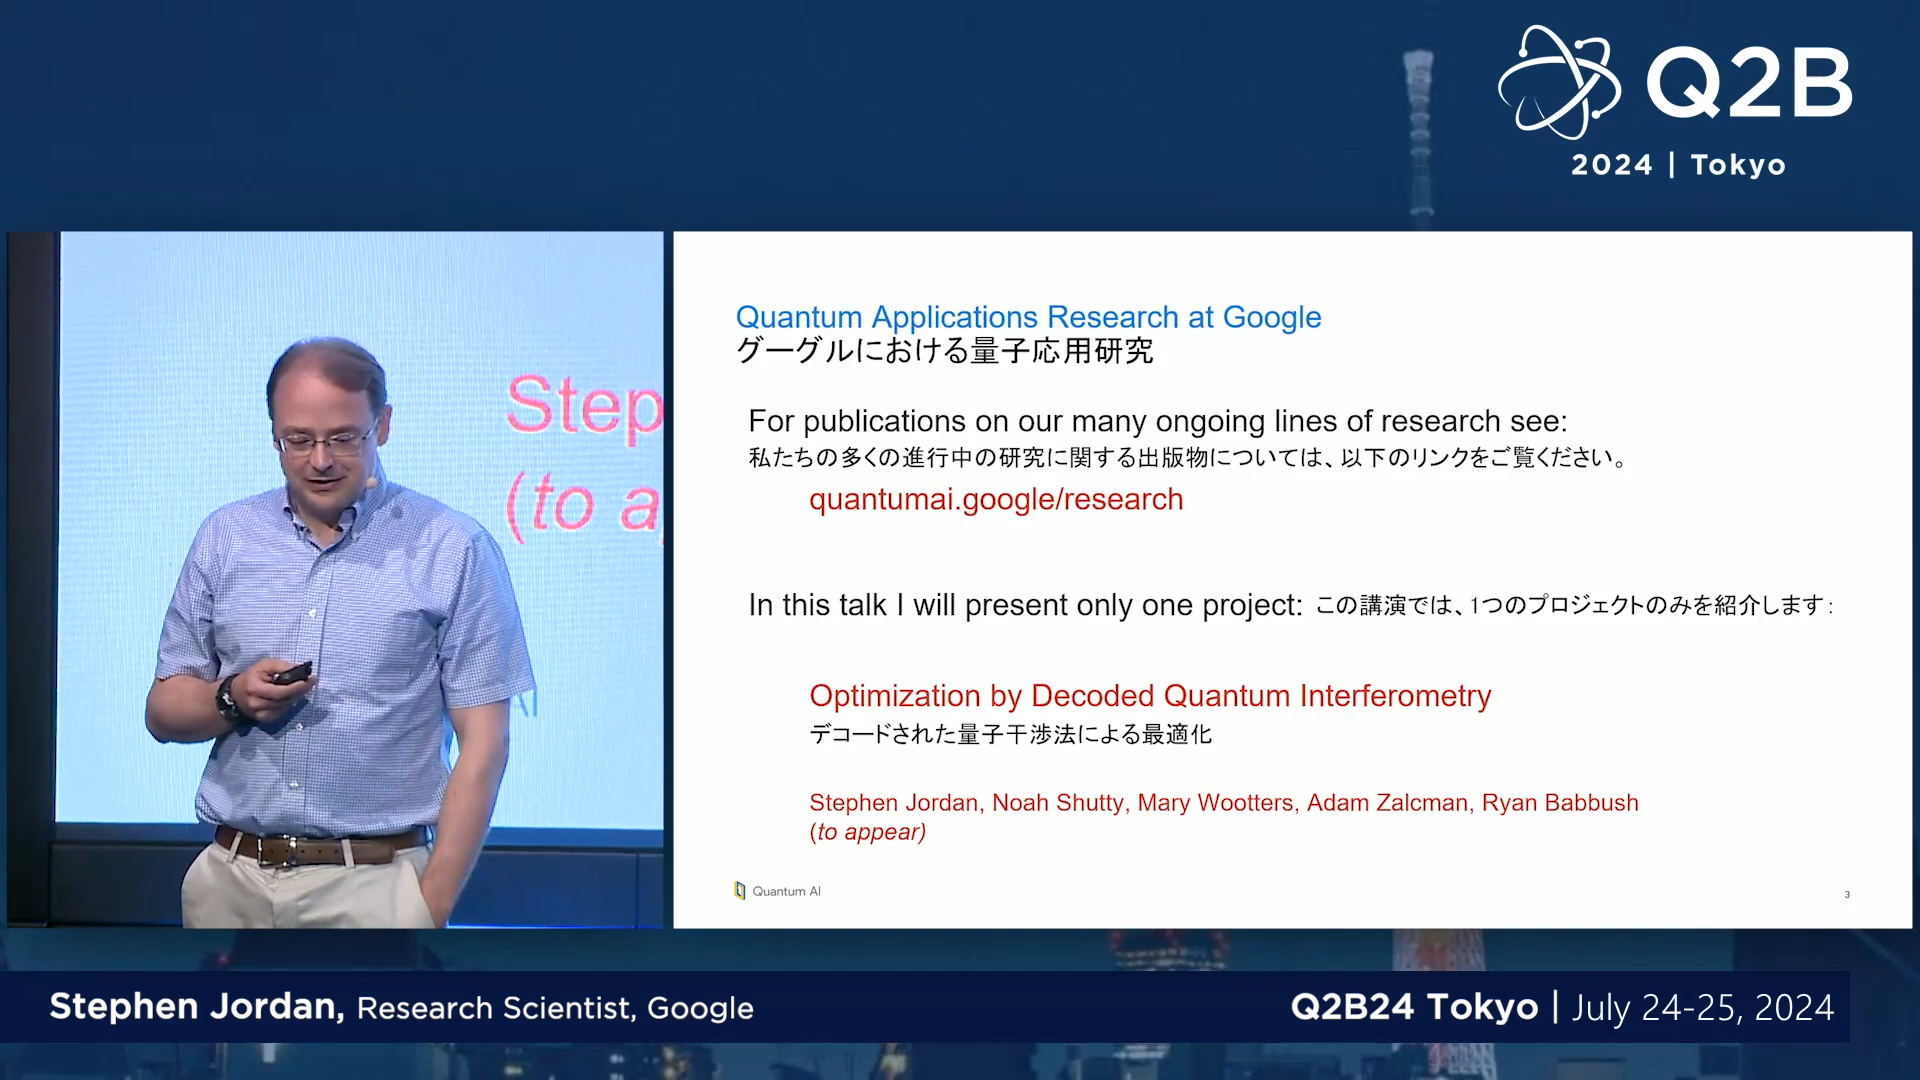 Q2B
2024 | Tokyo
Step
(to a
AI
Quantum Applications Research at Google
グーグルにおける量子応用研究
For publications on our many ongoing lines of research see:
私たちの多くの進行中の研究に関する出版物については、以下のリンクをご覧ください。
quantumai.google/research
In this talk I will present only one project: この講演では、1つのプロジェクトのみを紹介します:
Optimization by Decoded Quantum Interferometry
デコードされた量子干渉法による最適化
Stephen Jordan, Noah Shutty, Mary Wootters, Adam Zalcman, Ryan Babbush
(to appear)
Quantum AI
3
Stephen Jordan, Research Scientist, Google
Q2B24 Tokyo | July 24-25, 2024